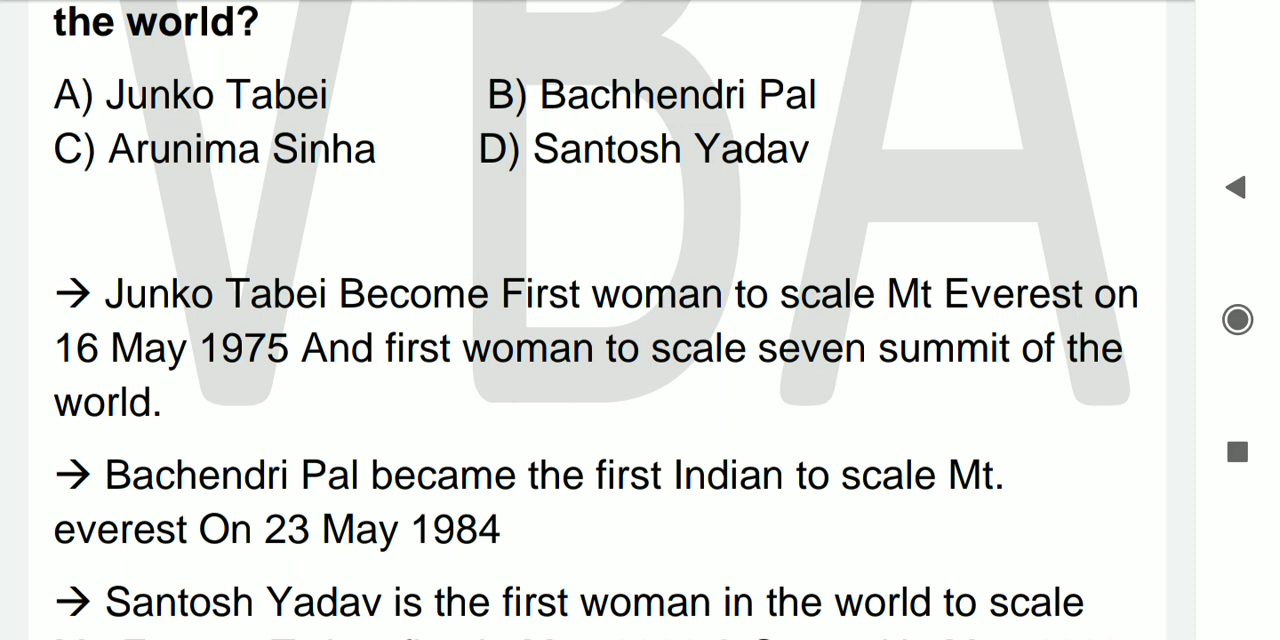 the world?
A) Junko Tabei B) Bachhendri Pal
C) Arunima Sinha D) Santosh Yadav
→ Junko Tabei Become First woman to scale Mt Everest on
16 May 1975 And first woman to scale seven summit of the
world.
→ Bachendri Pal became the first Indian to scale Mt.
everest On 23 May 1984
→ Santosh Yadav is the first woman in the world to scale
VBA